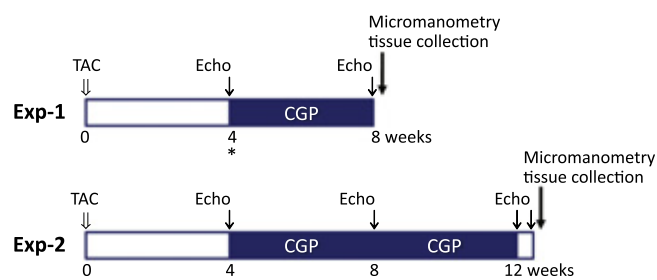 Micromanometry
tissue collection
TAC
Echo
Echo
Exp-1
CGP
0
4
8 weeks
*
Micromanometry
tissue collection
TAC
Echo
Echo
Echo
Exp-2
CGP
CGP
0
4
8
12 weeks